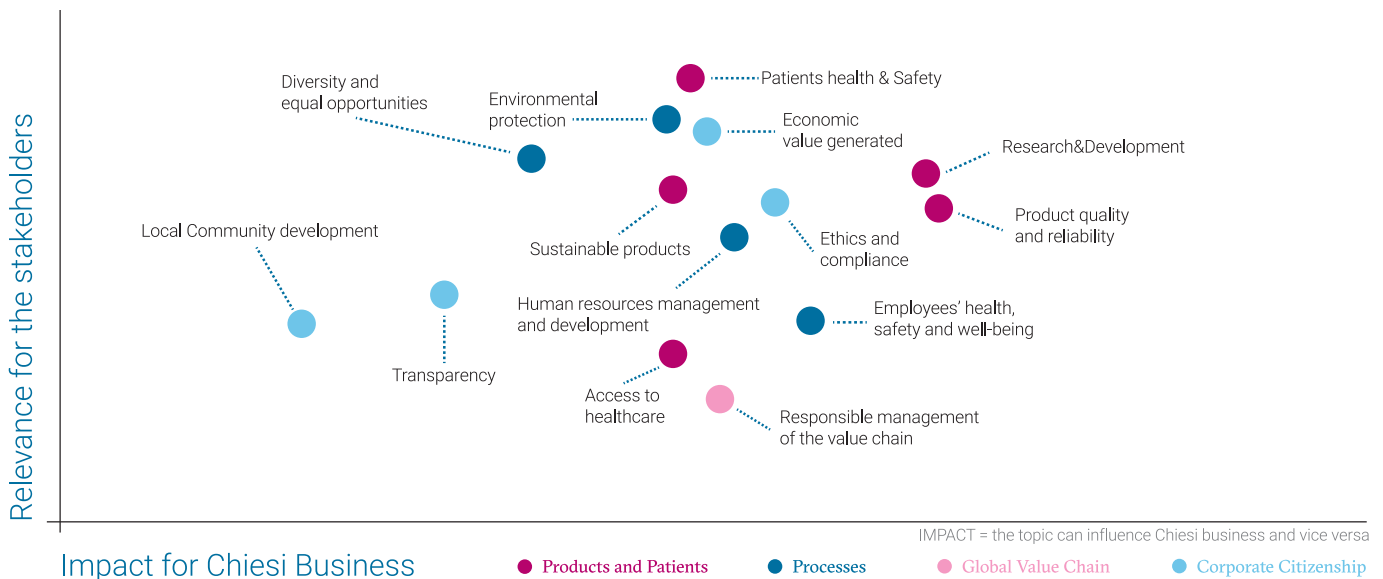 Relevance for the stakeholders
Diversity and
equal opportunities
Environmental
protection
Patients health & Safety
Economic
value generated
Research&Development
Product quality
and reliability
Local Community development
Sustainable products
Ethics and
compliance
Human resources management
and development
Employees’ health,
safety and well-being
Transparency
Access to
healthcare
Responsible management
of the value chain
IMPACT = the topic can influence Chiesi business and vice versa
Impact for Chiesi Business
Products and Patients
Processes
Global Value Chain
Corporate Citizenship